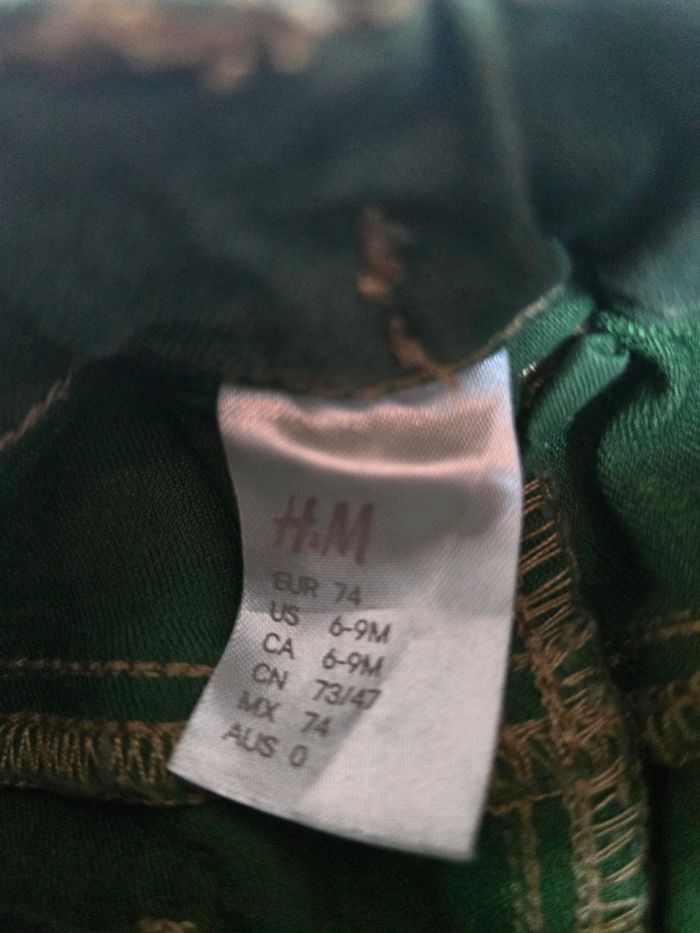 H&M
EUR 74
US 6-9M
CA 6-9M
CN 73/47
MX 74
AUS 0